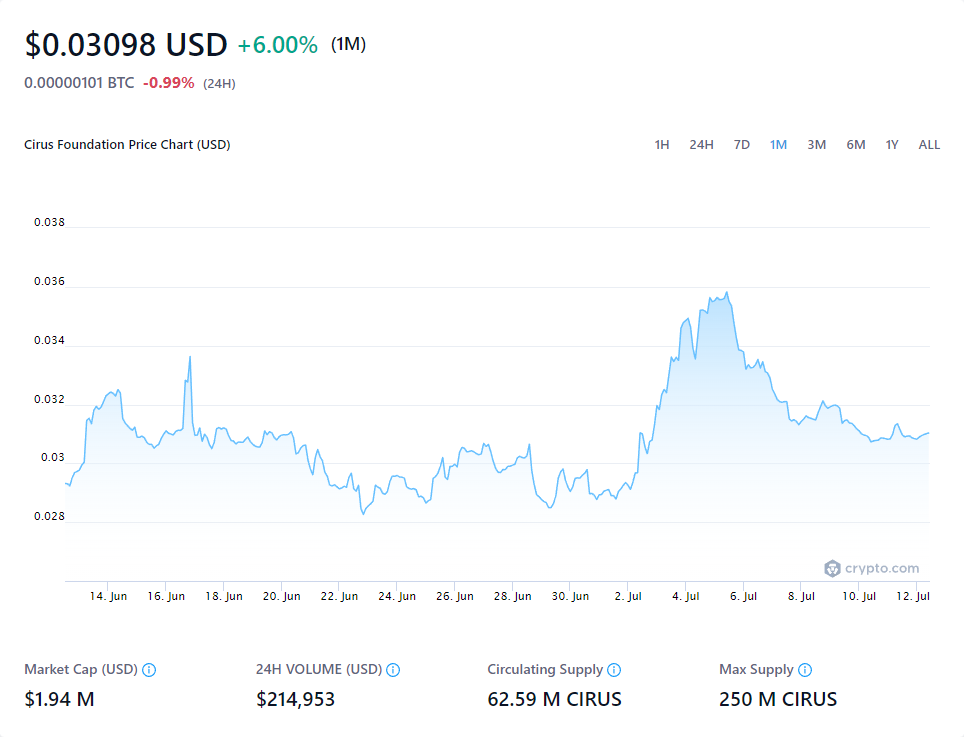 $0.03098 USD +6.00% (1M)
0.00000101 BTC -0.99% (24H)
Cirus Foundation Price Chart (USD) 1H 24H 7D 1M 3M 6M 1Y ALL
0.038
0.036
0.034
0.032
0.03
0.028
crypto.com
14. Jun 16. Jun 18. Jun 20. Jun 22. Jun 24. Jun 26. Jun 28. Jun 30. Jun 2. Jul 4. Jul 6. Jul 8. Jul 10. Jul 12. Jul
Market Cap (USD) 24H VOLUME (USD) Circulating Supply Max Supply
$1.94 M $214,953 62.59 M CIRUS 250 M CIRUS